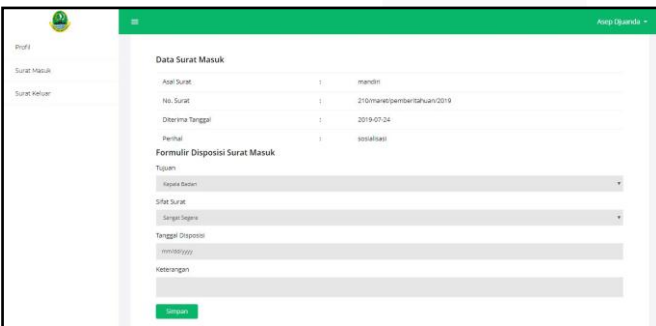 Asep Djuanda
Profil
Surat Masuk
Surat Keluar
Data Surat Masuk
Asal Surat : mandiri
No. Surat : 210/maret/pemberitahuan/2019
Diterima Tanggal : 2019-07-24
Perihal : sosialisasi
Formulir Disposisi Surat Masuk
Tujuan
Kepala Badan
Sifat Surat
Sangat Segera
Tanggal Disposisi
mm/dd/yyyy
Keterangan
Simpan